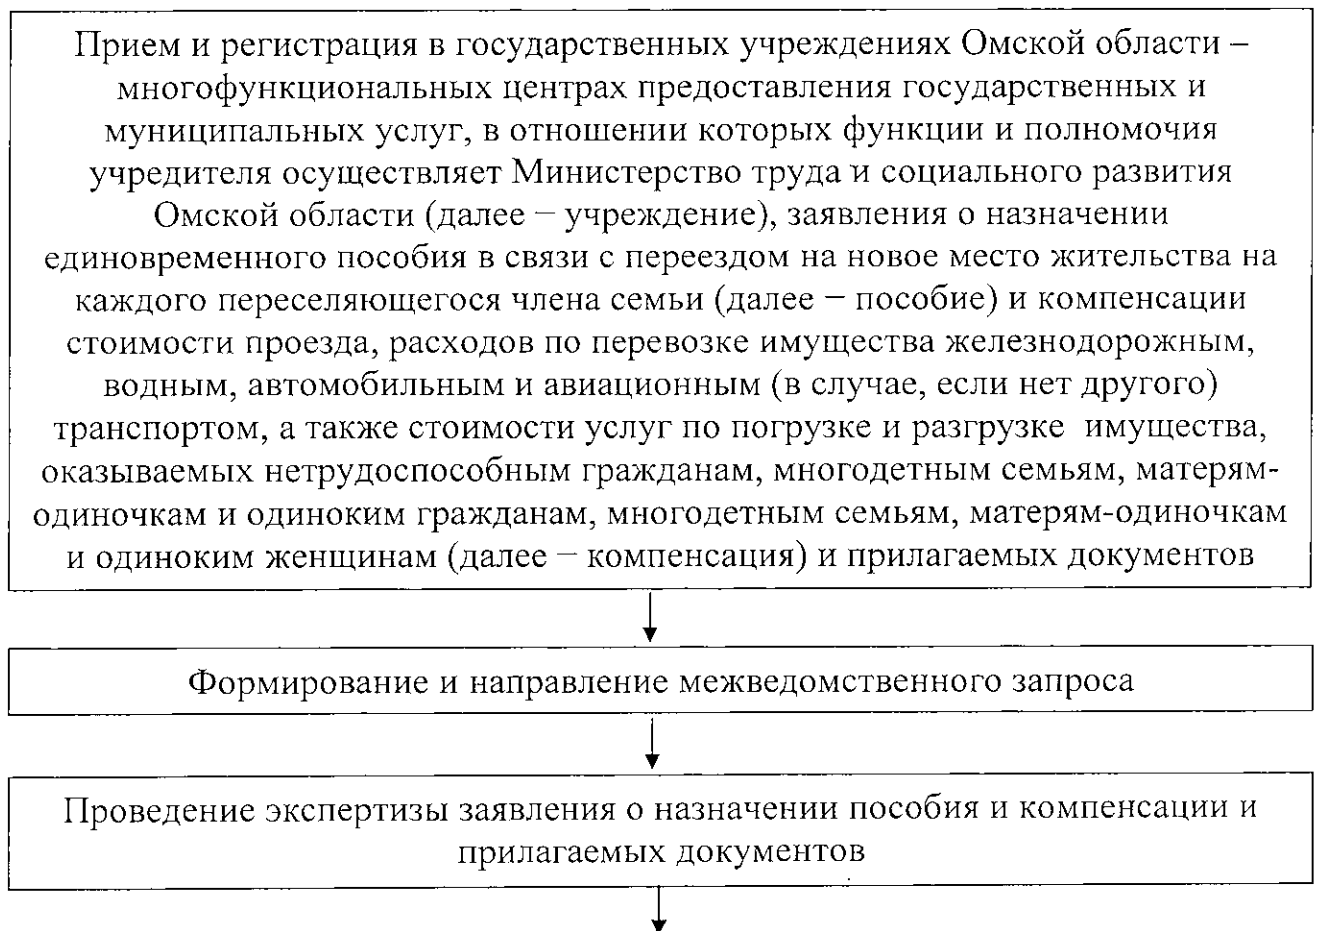 Прием и регистрация в государственных учреждениях Омской области –
многофункциональных центрах предоставления государственных и
муниципальных услуг, в отношении которых функции и полномочия
учредителя осуществляет Министерство труда и социального развития
Омской области (далее − учреждение), заявления о назначении
единовременного пособия в связи с переездом на новое место жительства на
каждого переселяющегося члена семьи (далее − пособие) и компенсации
стоимости проезда, расходов по перевозке имущества железнодорожным,
водным, автомобильным и авиационным (в случае, если нет другого)
транспортом, а также стоимости услуг по погрузке и разгрузке имущества,
оказываемых нетрудоспособным гражданам, многодетным семьям, матерям-
одиночкам и одиноким гражданам, многодетным семьям, матерям-одиночкам
и одиноким женщинам (далее − компенсация) и прилагаемых документов
Формирование и направление межведомственного запроса
Проведение экспертизы заявления о назначении пособия и компенсации и
прилагаемых документов